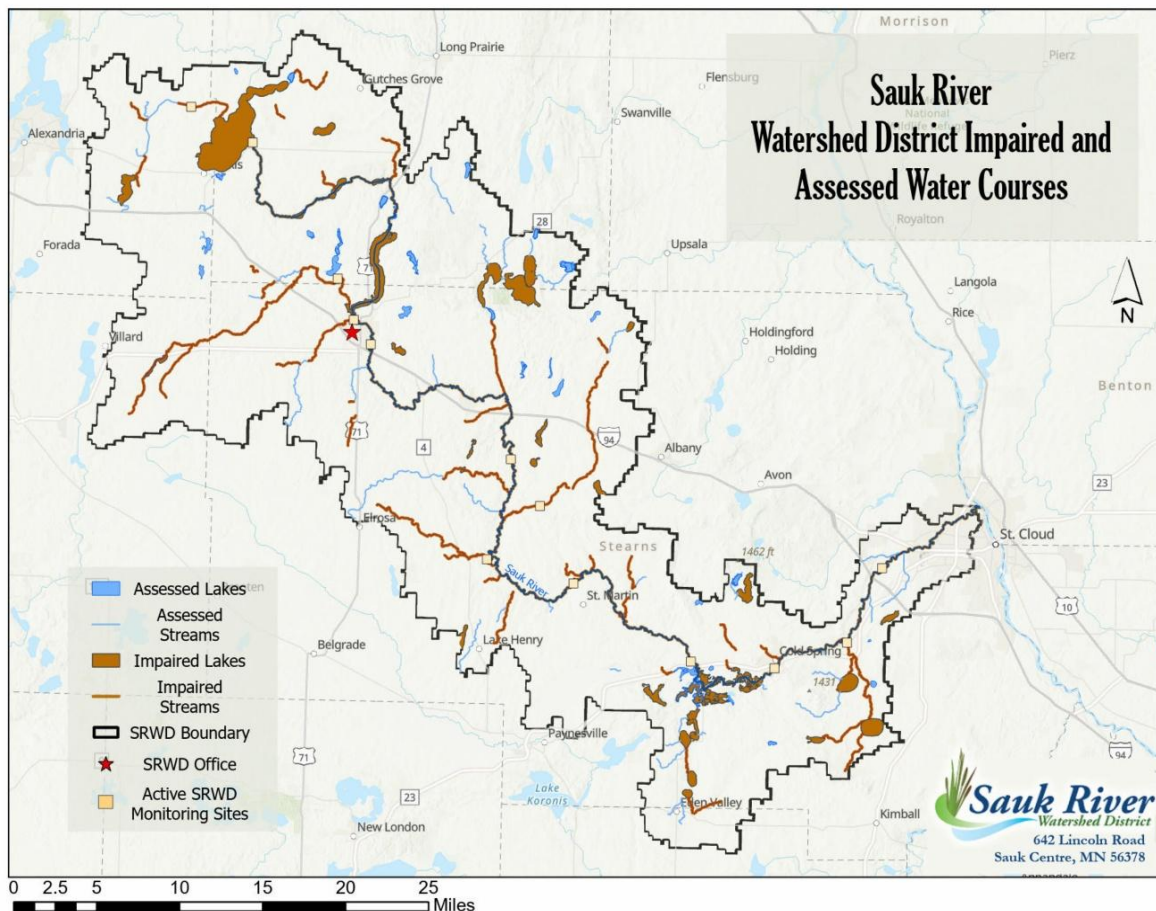 Sauk River
Watershed District Impaired and
Assessed Water Courses
Morrison
Pierz
Long Prairie
Flensburg
Gutches Grove
Swanville
Alexandria
Royalton
28
Forada
Upsala
71
Langola
N
Rice
Villard
Holdingford
Holding
Benton
71
4
94
Albany
Avon
23
Elrosa
St. Cloud
Stearns
1462 ft
Sauk River
St. Martin
10
Belgrade
Lake Henry
Cold Spring
1431
Paynesville
71
94
Lake
Koronis
23
Eden Valley
Kimball
New London
Assessed Lakes
Assessed
Streams
Impaired Lakes
Impaired
Streams
SRWD Boundary
SRWD Office
Active SRWD
Monitoring Sites
Sauk River
Watershed District
642 Lincoln Road
Sauk Centre, MN 56378
0 2.5 5 10 15 20 25
Miles